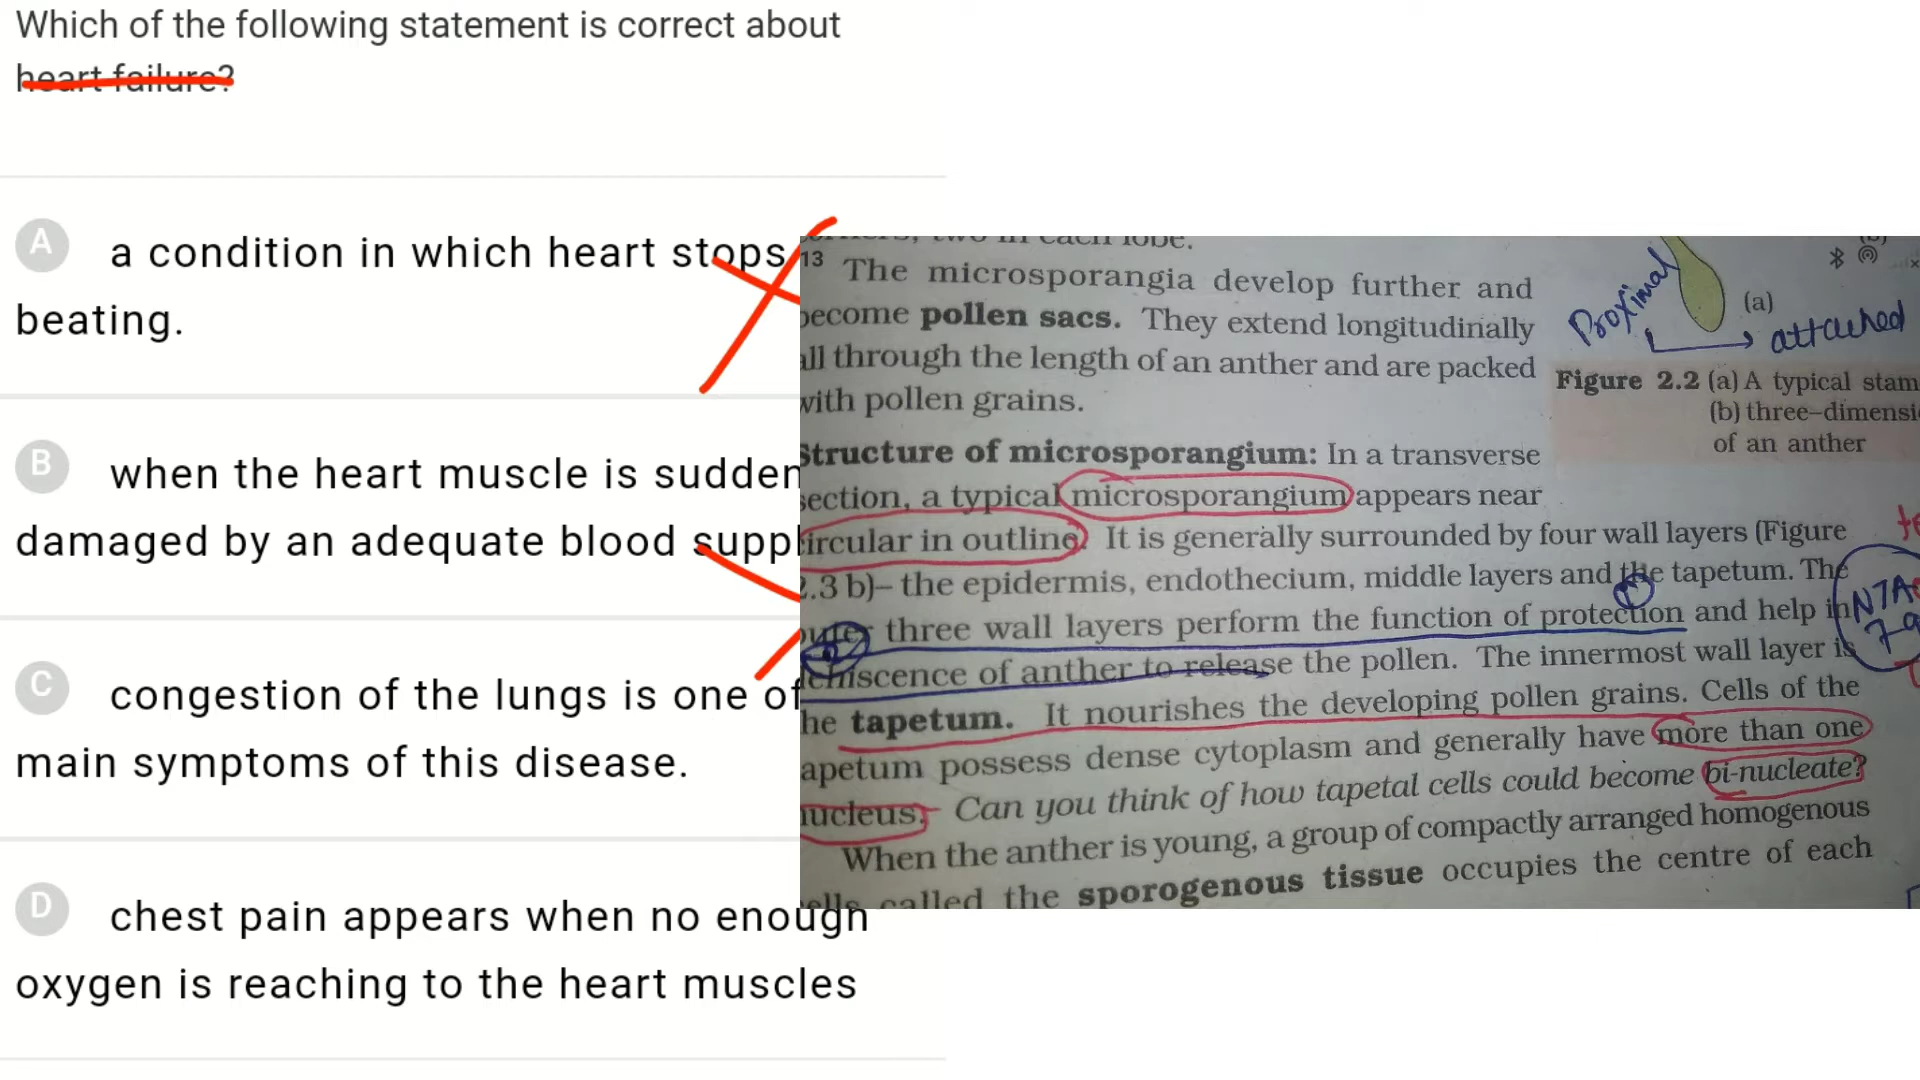 Which of the following statement is correct about
heart failure?
A a condition in which heart stops
beating.
B when the heart muscle is sudden
damaged by an adequate blood suppl
C congestion of the lungs is one of
main symptoms of this disease.
D chest pain appears when no enough
oxygen is reaching to the heart muscles
two in each lobe.
13 The microsporangia develop further and
become pollen sacs. They extend longitudinally
all through the length of an anther and are packed
with pollen grains.
Structure of microsporangium: In a transverse
section, a typical microsporangium appears near
circular in outline. It is generally surrounded by four wall layers (Figure
2.3 b)– the epidermis, endothecium, middle layers and the tapetum. The
outer three wall layers perform the function of protection and help in
dehiscence of anther to release the pollen. The innermost wall layer is
the tapetum. It nourishes the developing pollen grains. Cells of the
tapetum possess dense cytoplasm and generally have more than one
nucleus. Can you think of how tapetal cells could become bi-nucleate?
When the anther is young, a group of compactly arranged homogenous
cells called the sporogenous tissue occupies the centre of each
Proximal
(a)
attached
Figure 2.2 (a) A typical stam
(b) three–dimensi
of an anther